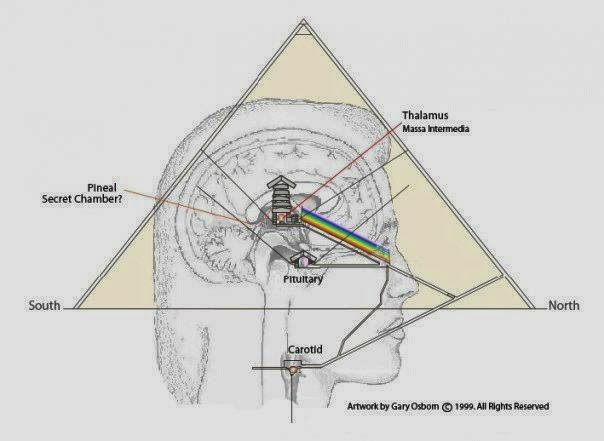 Thalamus
Massa Intermedia
Pineal
Secret Chamber?
Pituitary
South
North
Carotid
Artwork by Gary Osborn © 1999. All Rights Reserved